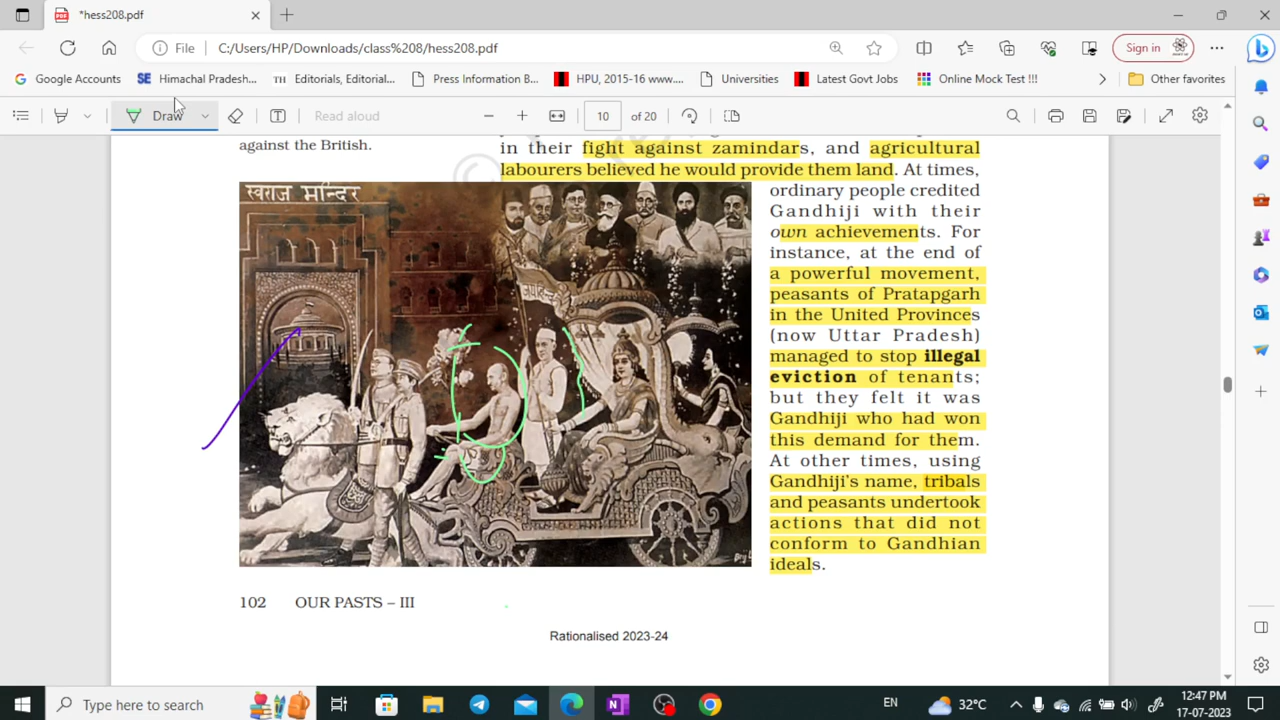 *hess208.pdf
File C:/Users/HP/Downloads/class%208/hess208.pdf
Sign in
Google Accounts
Himachal Pradesh...
Editorials, Editorial...
Press Information B...
HPU, 2015-16 www....
Universities
Latest Govt Jobs
Online Mock Test !!!
Other favorites
Draw
Read aloud
10 of 20
against the British.
in their fight against zamindars, and agricultural
labourers believed he would provide them land. At times,
ordinary people credited
Gandhiji with their
own achievements. For
instance, at the end of
a powerful movement,
peasants of Pratapgarh
in the United Provinces
(now Uttar Pradesh)
managed to stop illegal
eviction of tenants;
but they felt it was
Gandhiji who had won
this demand for them.
At other times, using
Gandhiji's name, tribals
and peasants undertook
actions that did not
conform to Gandhian
ideals.
स्वराज मन्दिर
102 OUR PASTS – III
Rationalised 2023-24
Type here to search
EN
32°C
12:47 PM
17-07-2023